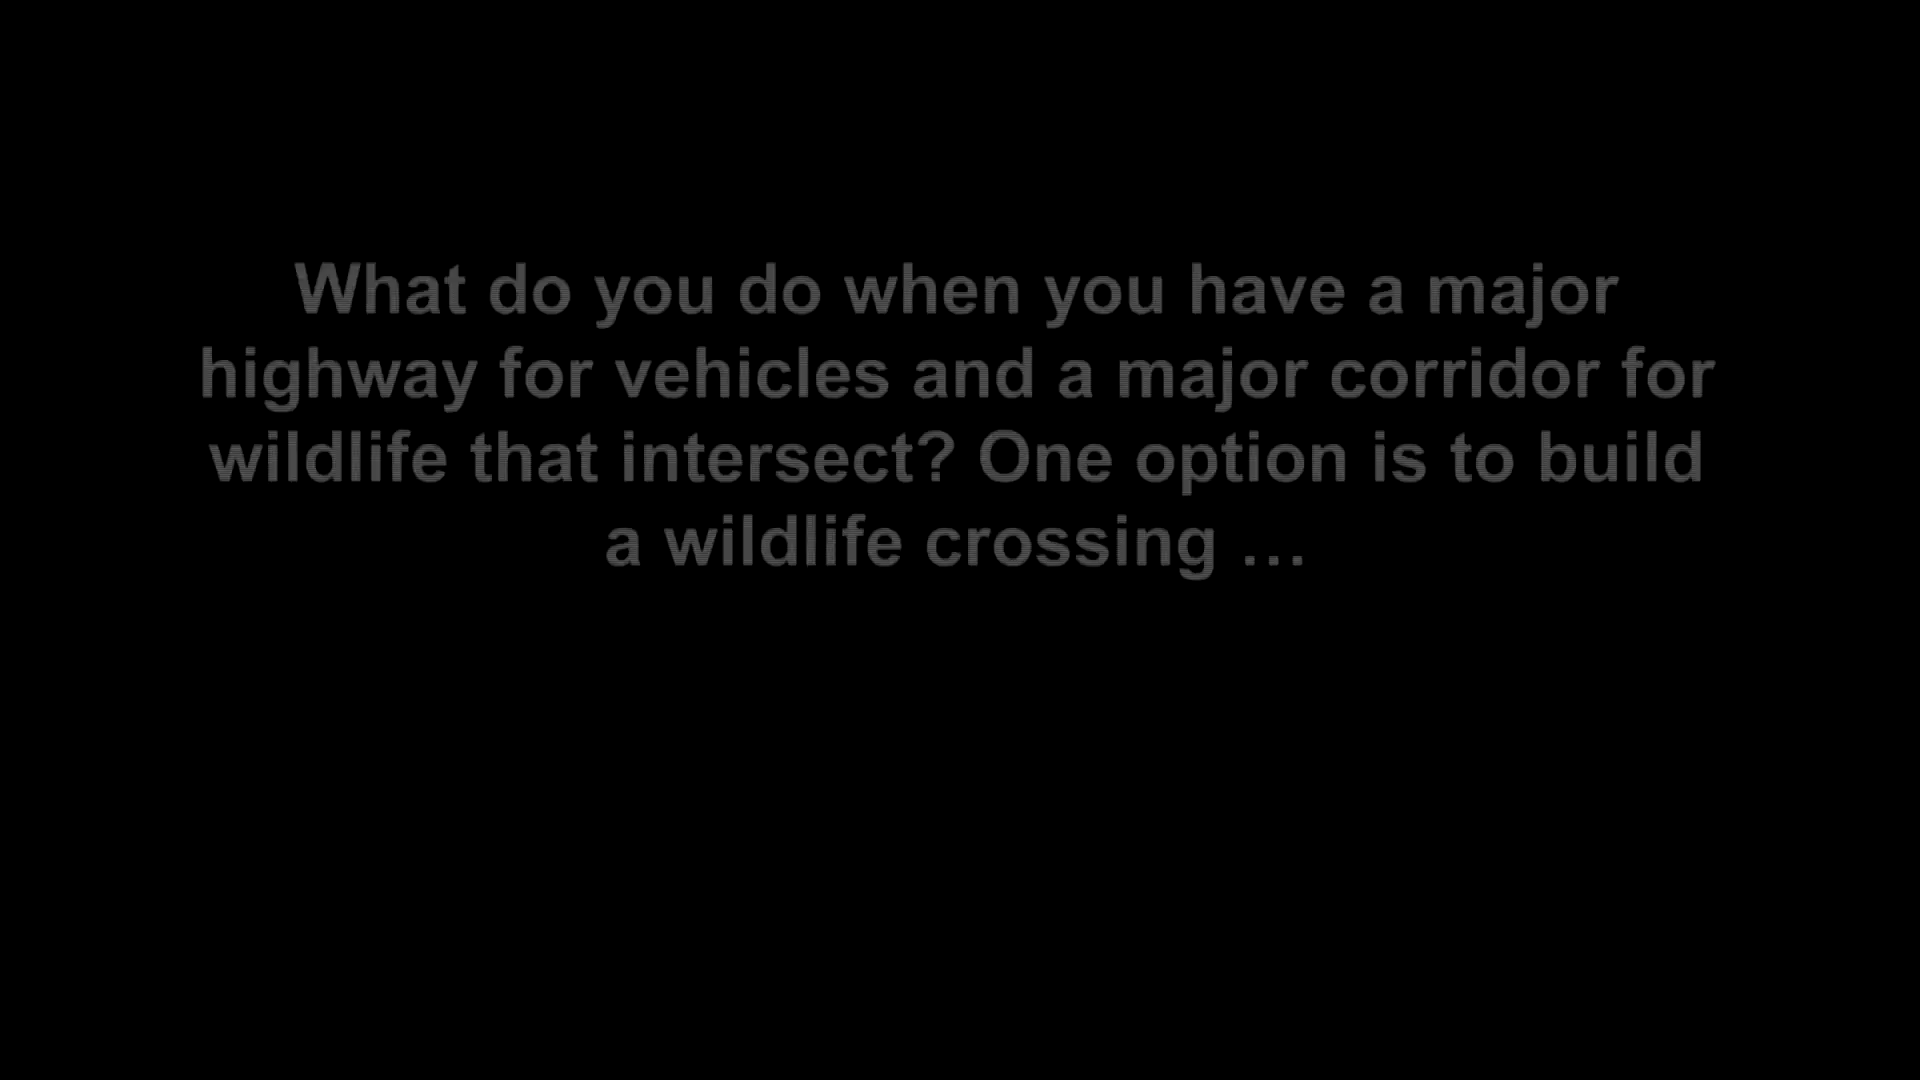 What do you do when you have a major
highway for vehicles and a major corridor for
wildlife that intersect? One option is to build
a wildlife crossing …